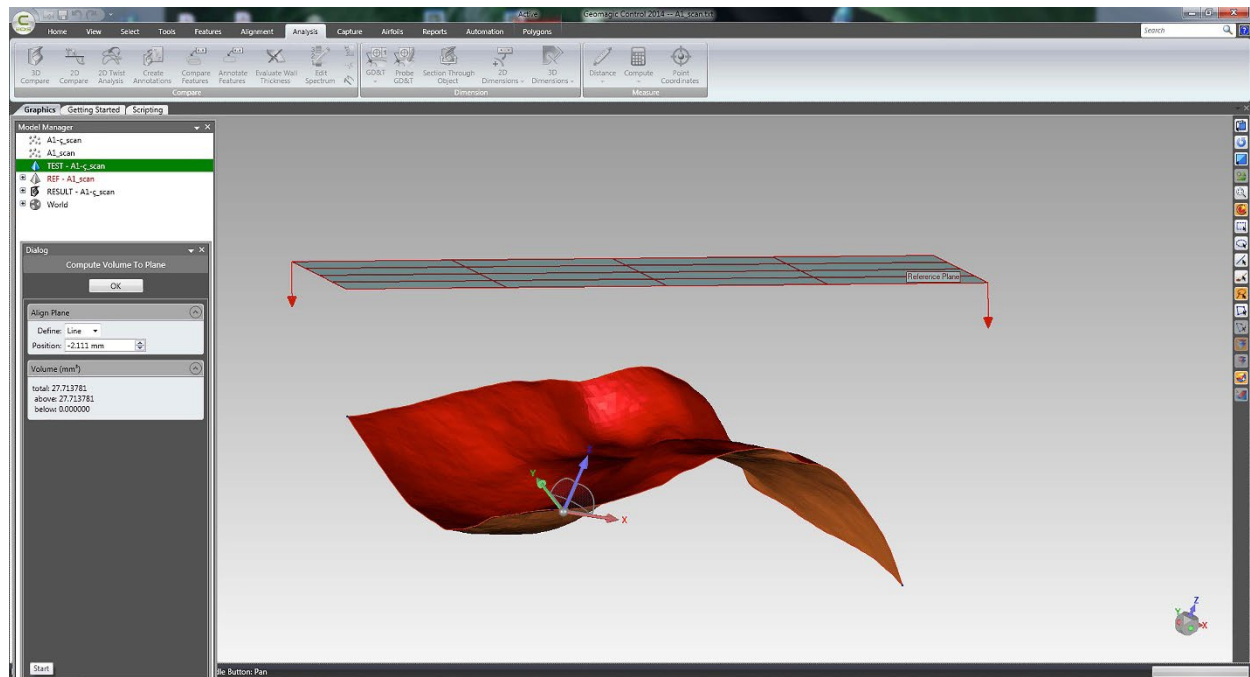 Active Geomagic Control 2014 -- A1_scan.txt
Home View Select Tools Features Alignment Analysis Capture Airfoils Reports Automation Polygons Search
3D Compare 2D Compare 2D Twist Analysis Create Annotations Compare Features Annotate Features Evaluate Wall Thickness Edit Spectrum GD&T Probe GD&T Section Through Object 2D Dimensions 3D Dimensions Distance Compute Point Coordinates
Compare Dimension Measure
Graphics Getting Started Scripting
Model Manager
A1-ç_scan
A1_scan
TEST - A1-ç_scan
REF - A1_scan
RESULT - A1-ç_scan
World
Dialog
Compute Volume To Plane
OK
Align Plane
Define: Line
Position: -2.111 mm
Volume (mm³)
total: 27.713781
above: 27.713781
below: 0.000000
Reference Plane
Y
X
Z
Y
X
Start
dle Button: Pan